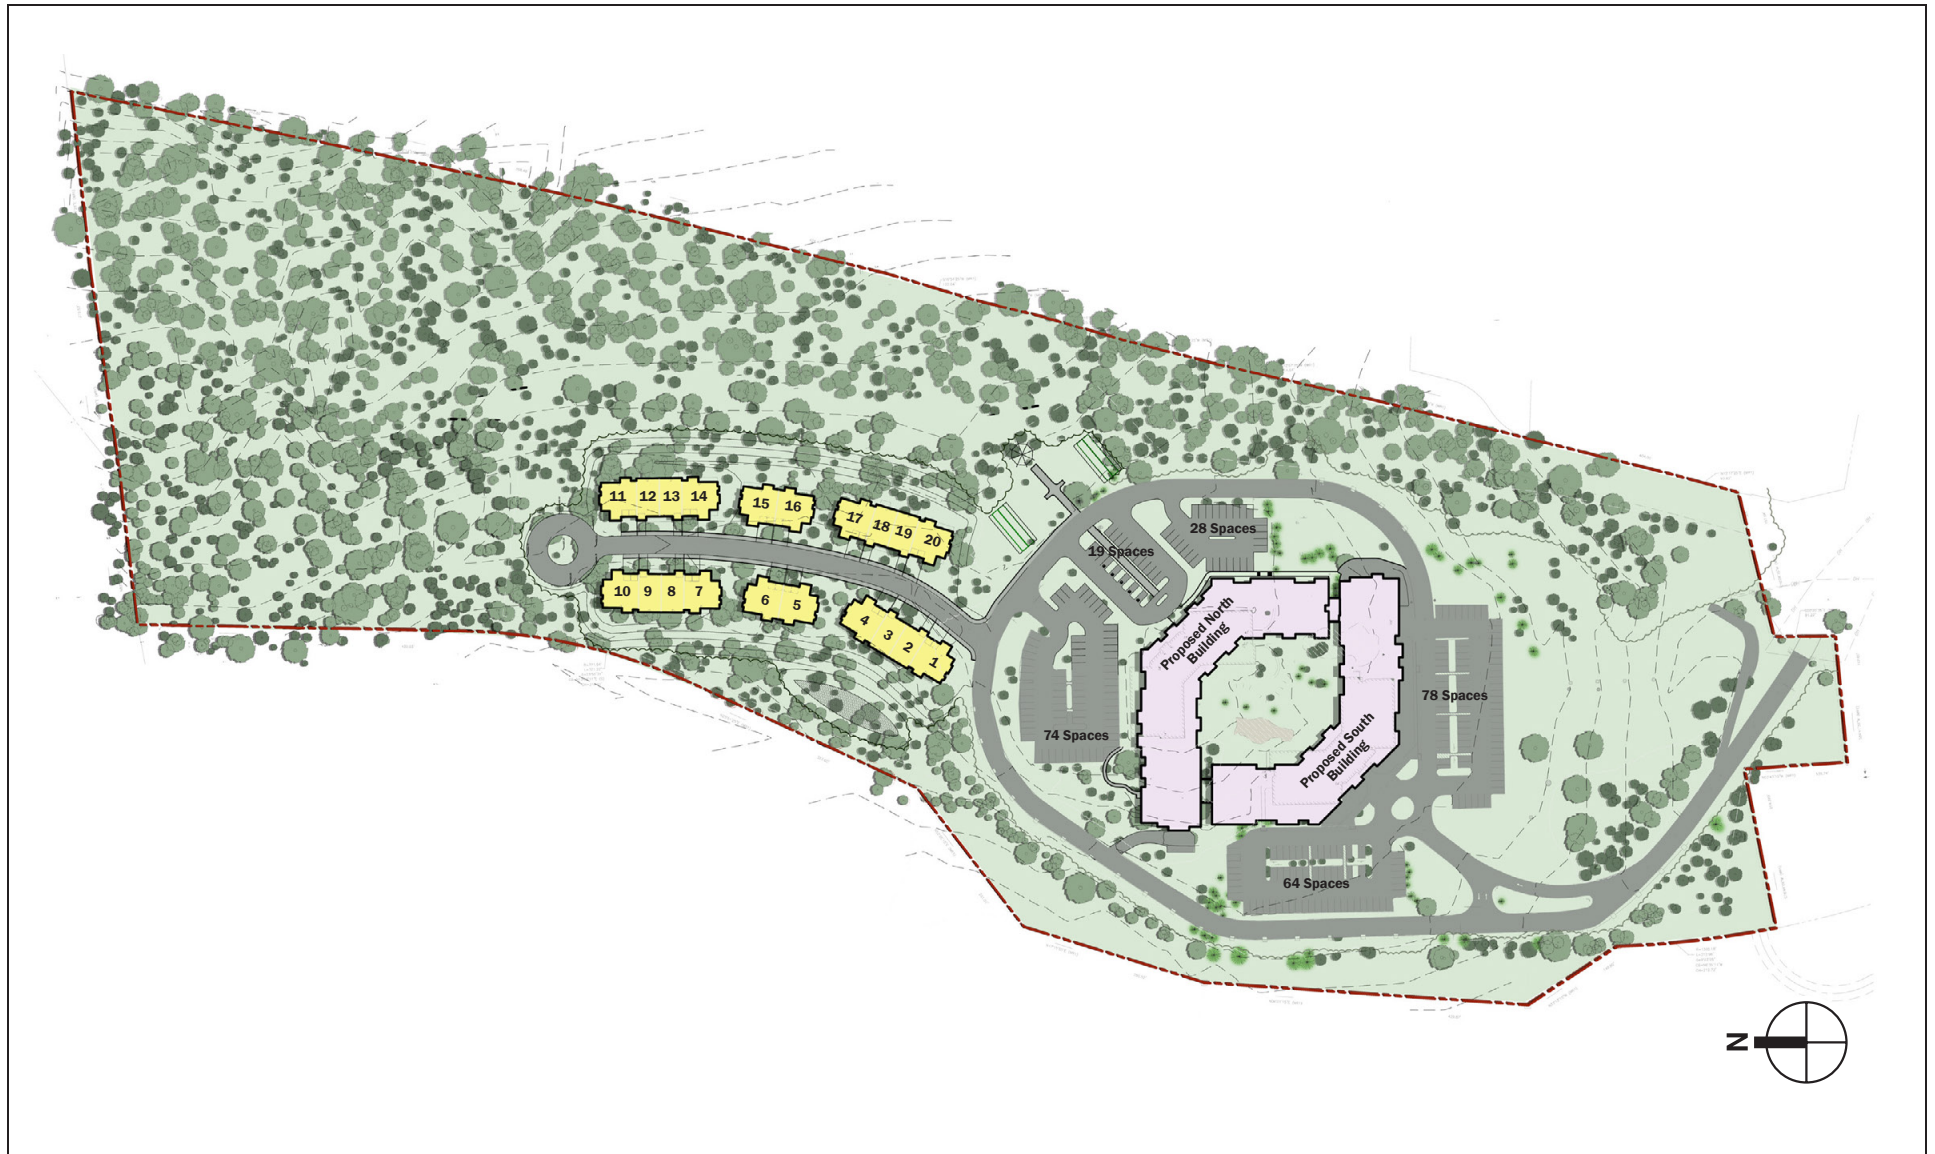 11 12 13 14
15 16
17 18 19 20
10 9 8 7
6 5
4 3 2 1
28 Spaces
19 Spaces
Proposed North
Building
78 Spaces
74 Spaces
Proposed South
Building
64 Spaces
N